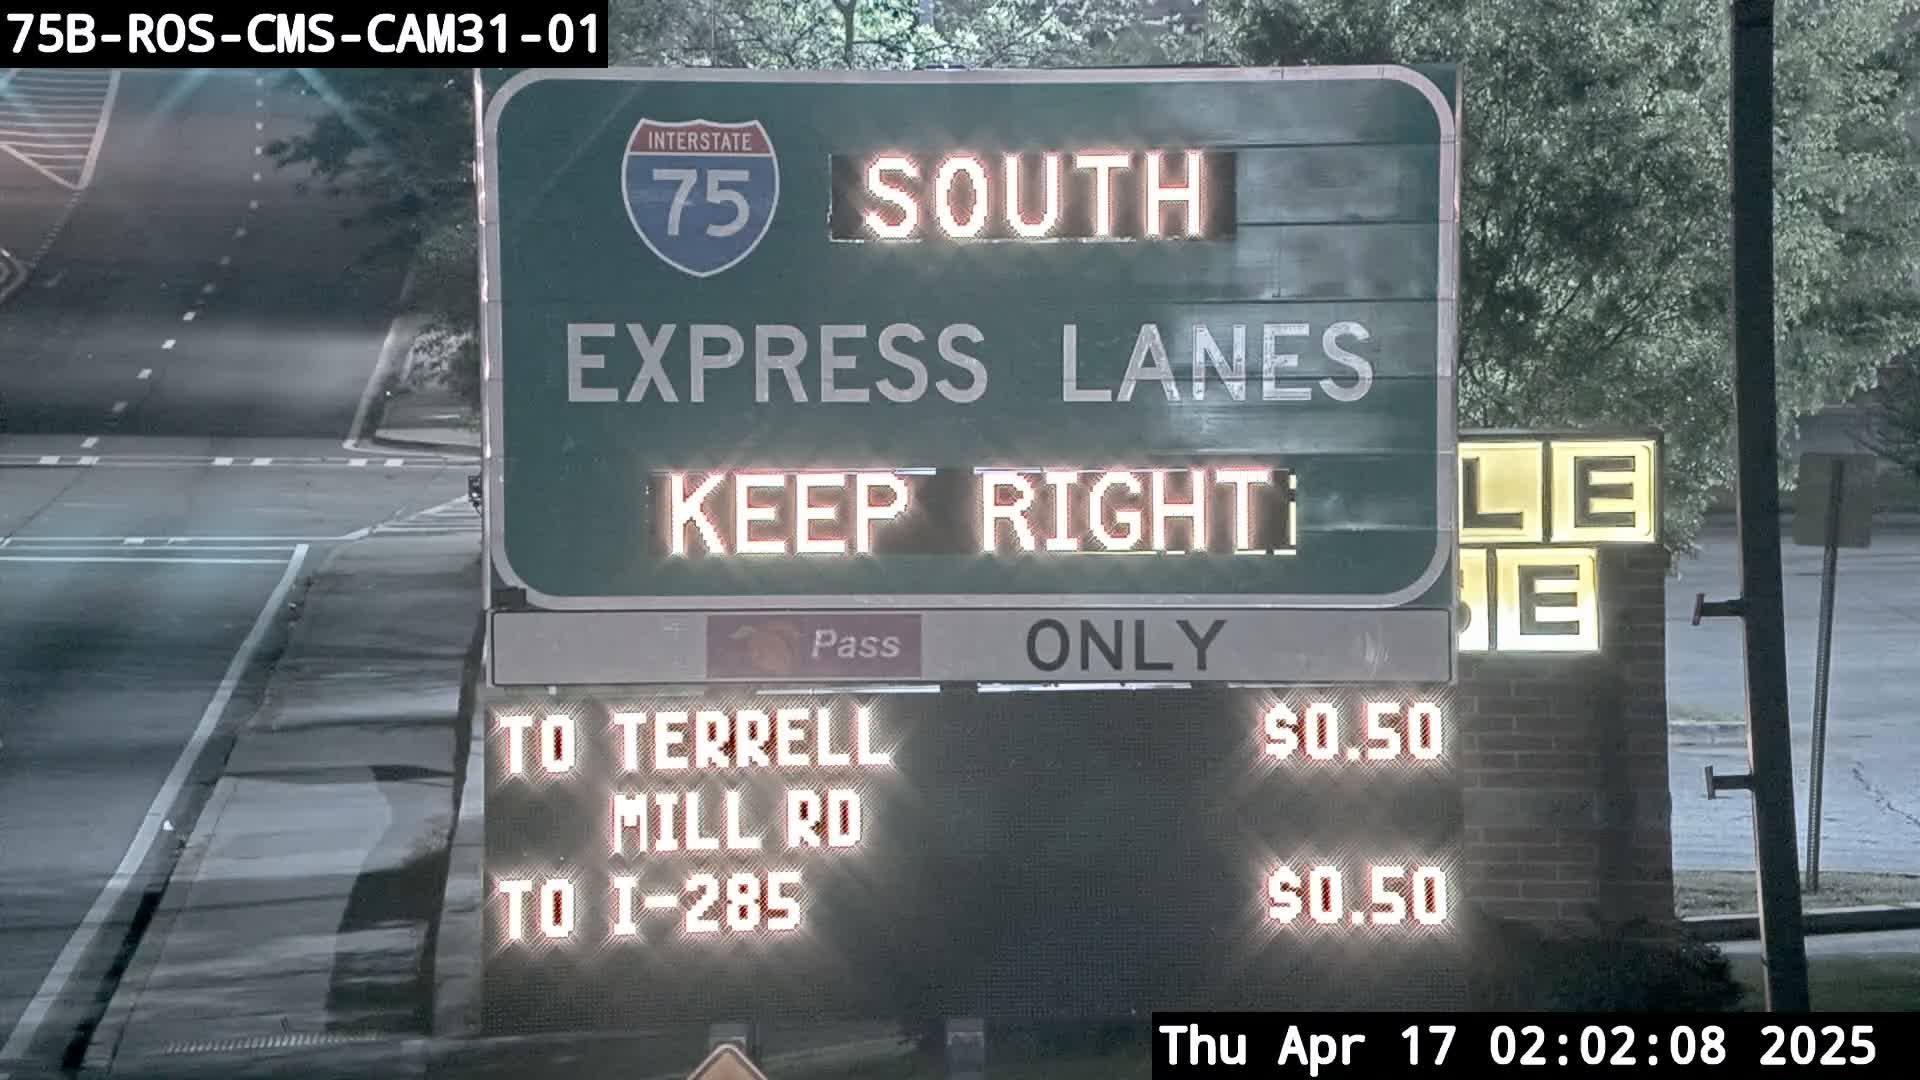 75B-ROS-CMS-CAM31-01
INTERSTATE
75
SOUTH
EXPRESS LANES
KEEP RIGHT
Pass ONLY
TO TERRELL $0.50
MILL RD
TO I-285 $0.50
LE
E
Thu Apr 17 02:02:08 2025